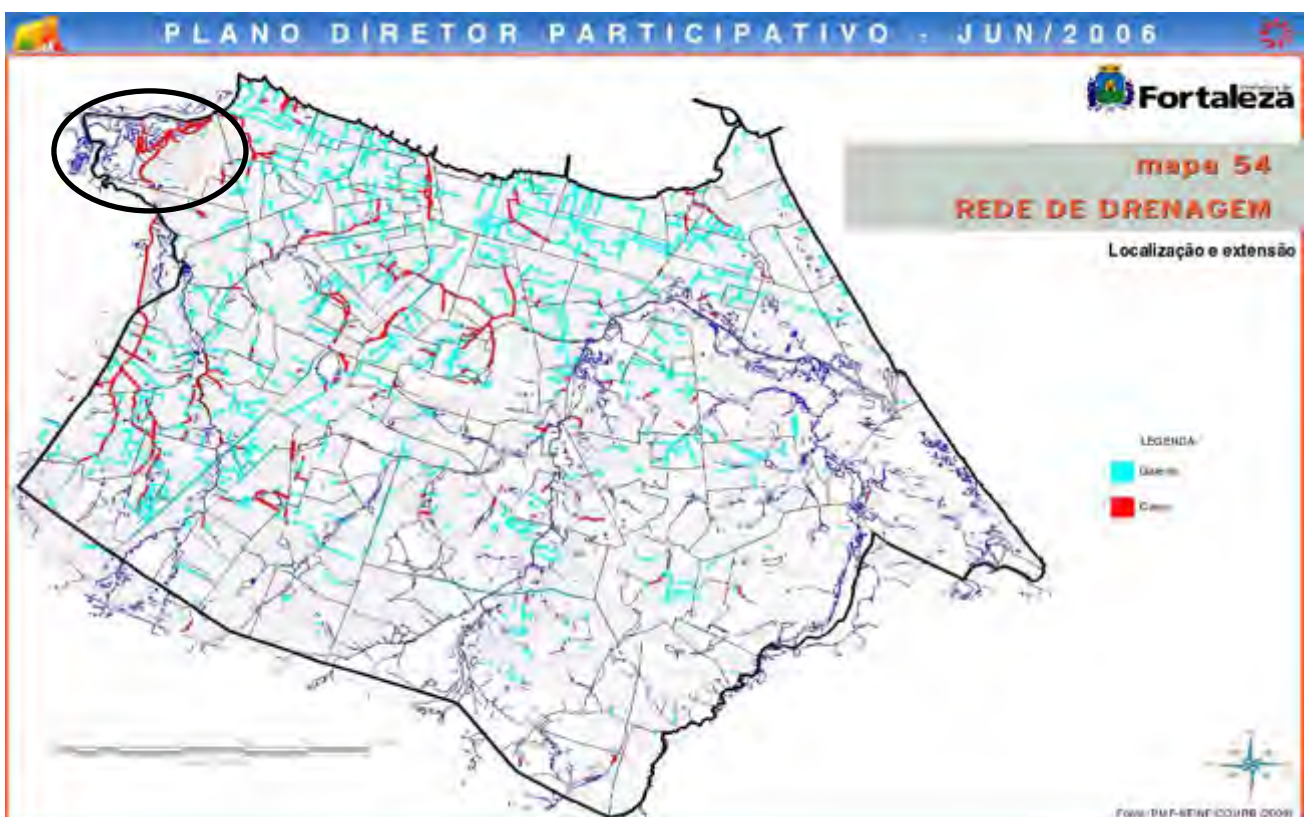 PLANO DIRETOR PARTICIPATIVO - JUN/2006
Fortaleza
mapa 54
REDE DE DRENAGEM
Localização e extensão
LEGENDA